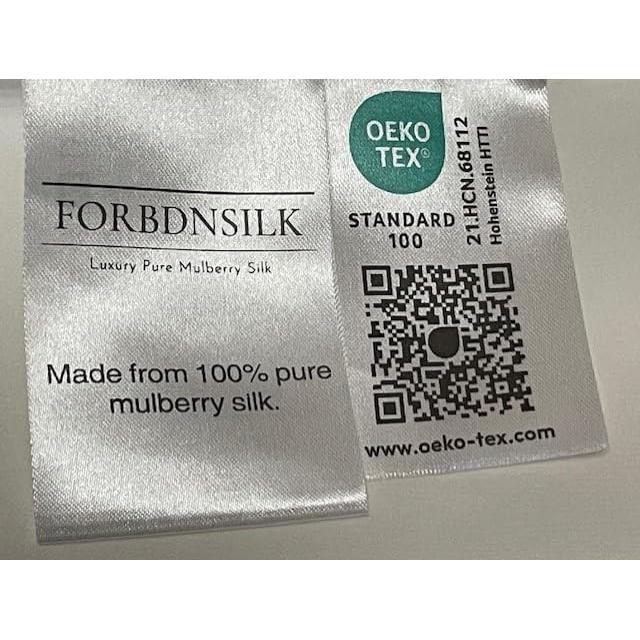 FORBDNSILK
Luxury Pure Mulberry Silk
Made from 100% pure
mulberry silk.
OEKO
TEX®
STANDARD
100
21.HCN.68112
Hohenstein HTTI
www.oeko-tex.com